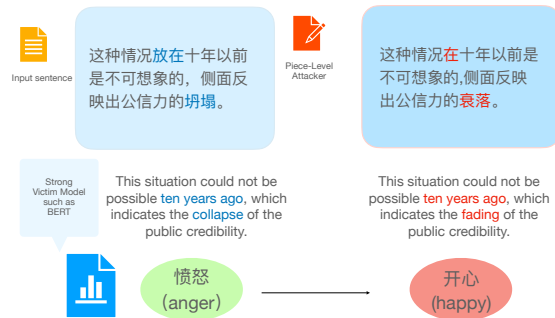 Input sentence
这种情况放在十年以前
是不可想象的，侧面反
映出公信力的坍塌。
Piece-Level
Attacker
这种情况在十年以前是
不可想象的,侧面反映
出公信力的衰落。
Strong
Victim Model
such as
BERT
This situation could not be
possible ten years ago, which
indicates the collapse of the
public credibility.
This situation could not be
possible ten years ago, which
indicates the fading of the
public credibility.
愤怒
(anger)
开心
(happy)